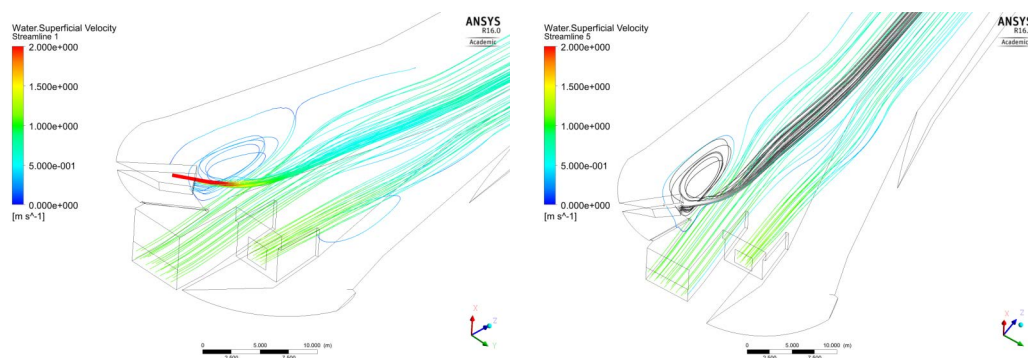 Water.Superficial Velocity
Streamline 1
2.000e+000
1.500e+000
1.000e+000
5.000e-001
0.000e+000
[m s^-1]
ANSYS
R16.0
Academic
0 5.000 10.000 (m)
2.500 7.500
X
Z
Y
Water.Superficial Velocity
Streamline 5
2.000e+000
1.500e+000
1.000e+000
5.000e-001
0.000e+000
[m s^-1]
ANSYS
R16.0
Academic
0 5.000 10.000 (m)
2.500 7.500
X
Z
Y